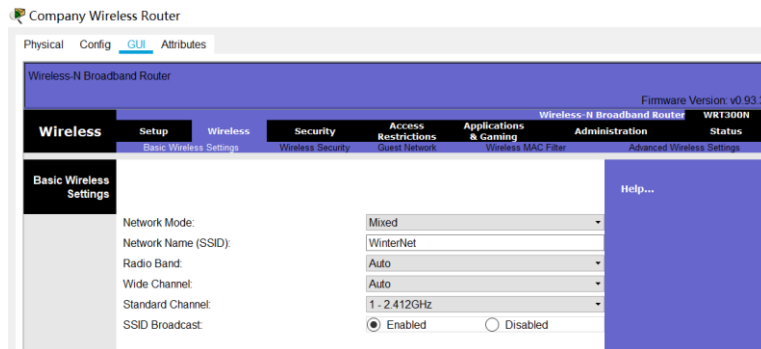 Company Wireless Router
Physical Config GUI Attributes
Wireless-N Broadband Router
Firmware Version: v0.93.
Wireless-N Broadband Router WRT300N
Wireless Setup Wireless Security Access Restrictions Applications & Gaming Administration Status
Basic Wireless Settings Wireless Security Guest Network Wireless MAC Filter Advanced Wireless Settings
Basic Wireless Settings
Help...
Network Mode: Mixed
Network Name (SSID): WinterNet
Radio Band: Auto
Wide Channel: Auto
Standard Channel: 1 - 2.412GHz
SSID Broadcast: Enabled Disabled